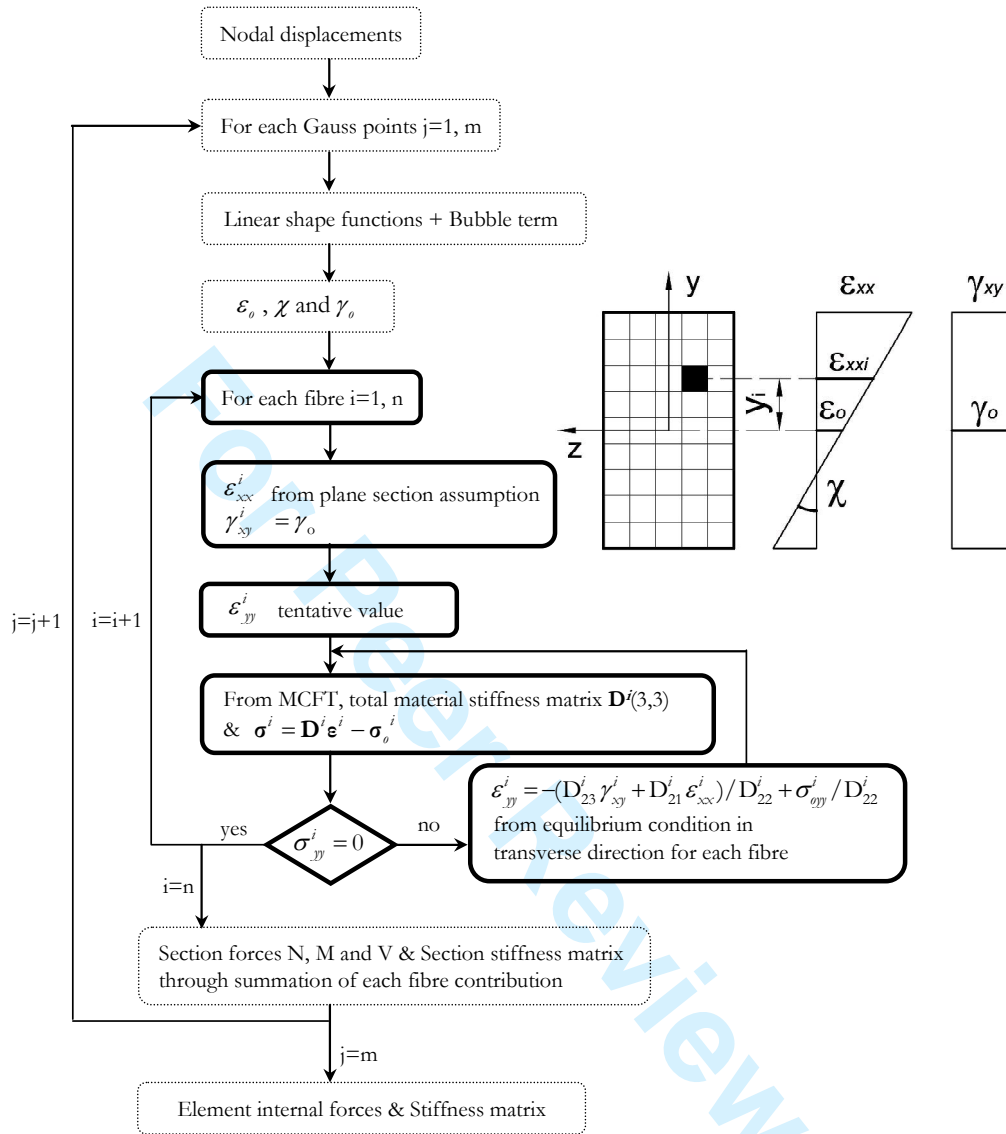 Nodal displacements
For each Gauss points j=1, m
Linear shape functions + Bubble term
ε_o , χ and γ_o
For each fibre i=1, n
ε^i_xx from plane section assumption
γ^i_xy = γ_o
ε^i_yy tentative value
j=j+1
i=i+1
From MCFT, total material stiffness matrix D^i(3,3)
& σ^i = D^i ε^i − σ_o^i
σ^i_yy = 0
yes
no
ε^i_yy = −(D^i_23 γ^i_xy + D^i_21 ε^i_xx)/D^i_22 + σ^i_oyy/D^i_22
from equilibrium condition in
transverse direction for each fibre
i=n
Section forces N, M and V & Section stiffness matrix
through summation of each fibre contribution
j=m
Element internal forces & Stiffness matrix
y
z
y_i
ε_xx
ε_xxi
ε_o
χ
γ_xy
γ_o
For Peer Review